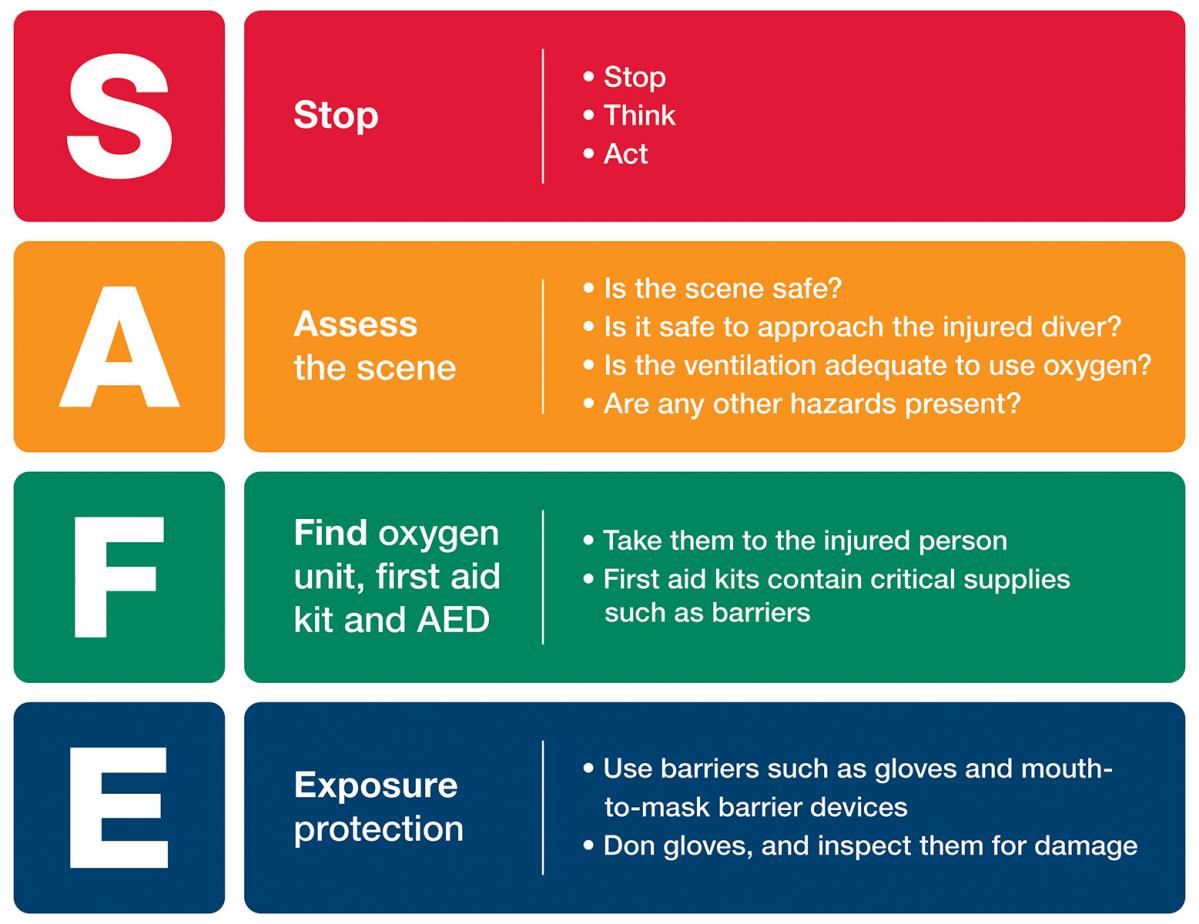 S
Stop
• Stop
• Think
• Act
A
Assess
the scene
• Is the scene safe?
• Is it safe to approach the injured diver?
• Is the ventilation adequate to use oxygen?
• Are any other hazards present?
F
Find oxygen
unit, first aid
kit and AED
• Take them to the injured person
• First aid kits contain critical supplies
such as barriers
E
Exposure
protection
• Use barriers such as gloves and mouth-
to-mask barrier devices
• Don gloves, and inspect them for damage